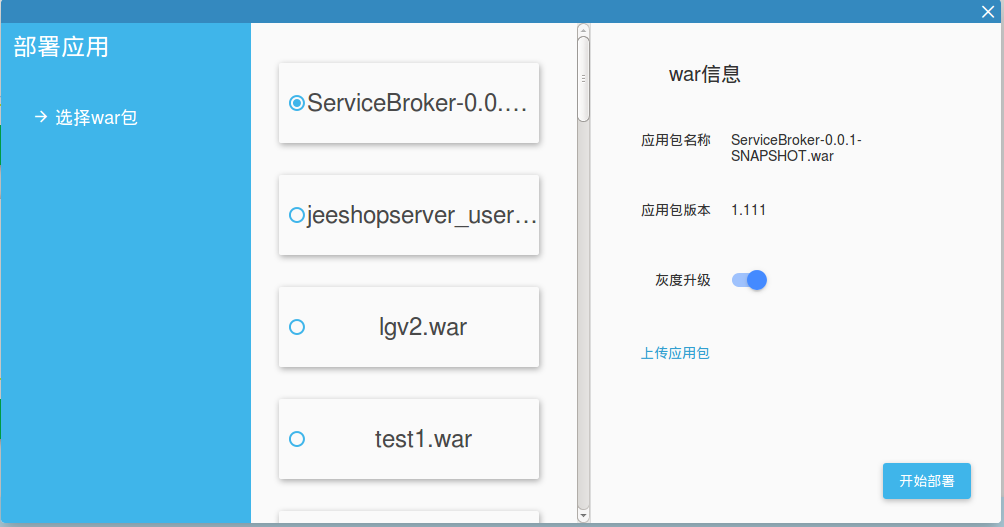 部署应用
选择war包
ServiceBroker-0.0....
jeeshopserver_user...
lgv2.war
test1.war
war信息
应用包名称
ServiceBroker-0.0.1-
SNAPSHOT.war
应用包版本
1.111
灰度升级
上传应用包
开始部署